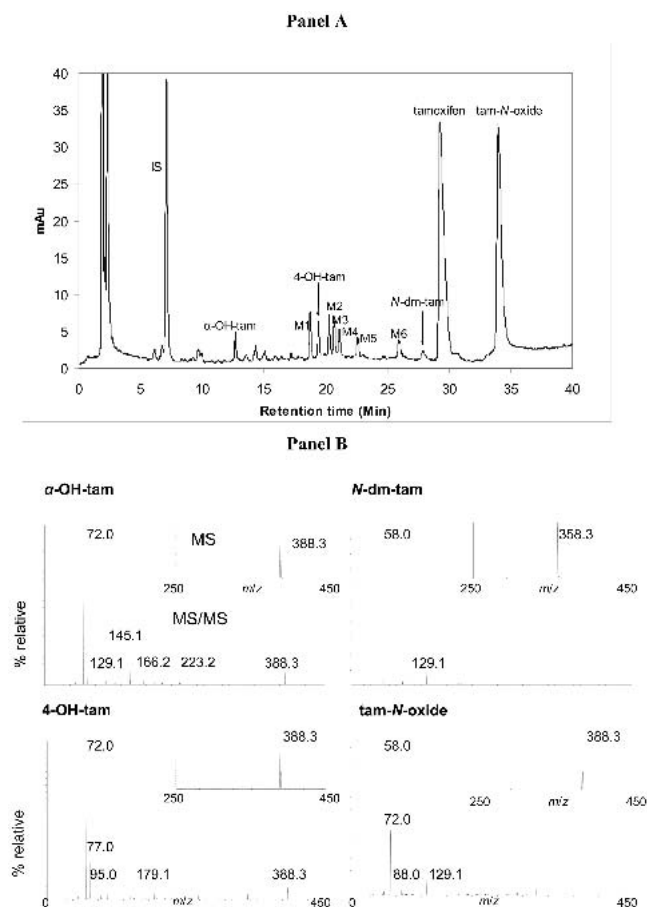 Panel A
40
35
30
25
20
15
10
5
0
mAu
IS
α-OH-tam
M1
4-OH-tam
M2
M3
M4
M5
M6
N-dm-tam
tamoxifen
tam-N-oxide
0 5 10 15 20 25 30 35 40
Retention time (Min)
Panel B
α-OH-tam
72.0
MS
388.3
250 m/z 450
MS/MS
145.1
129.1 166.2 223.2 388.3
% relative
N-dm-tam
58.0
358.3
250 m/z 450
129.1
4-OH-tam
72.0
388.3
250 450
77.0
95.0 179.1 388.3
% relative
0 m/z 450
tam-N-oxide
58.0
388.3
250 m/z 450
72.0
88.0 129.1
0 m/z 450